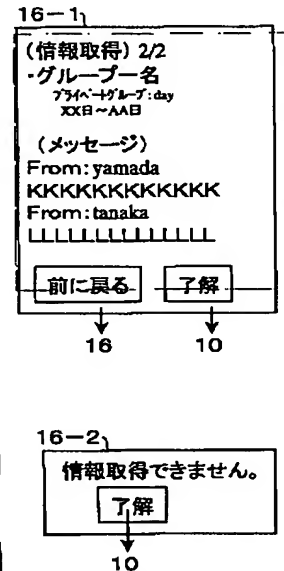 16-1
(情報取得) 2/2
・グループ一名
プライベートグループ:day
XX日~AA日
(メッセージ)
From:yamada
KKKKKKKKKKKK
From:tanaka
LLLLLLLLLLLLL
前に戻る 了解
16 10
16-2
情報取得できません。
了解
10